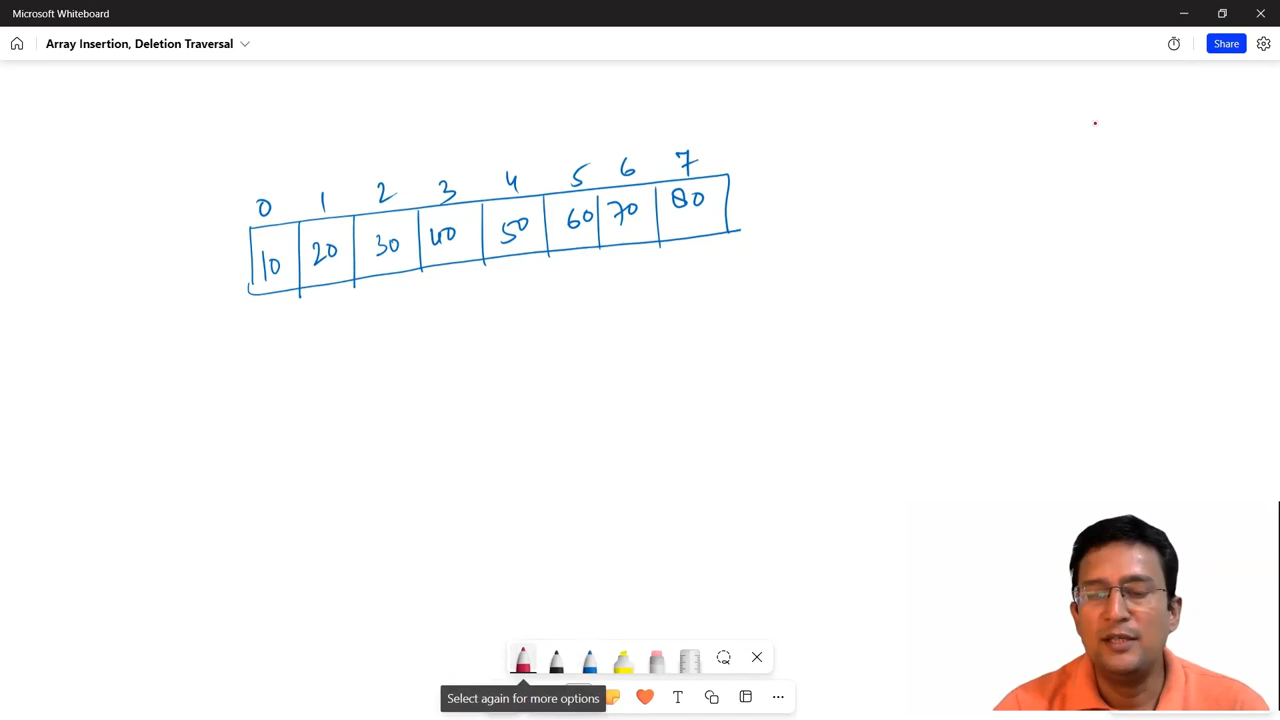 Microsoft Whiteboard
Array Insertion, Deletion Traversal
Share
0 1 2 3 4 5 6 7
10 20 30 40 50 60 70 80
Select again for more options
T